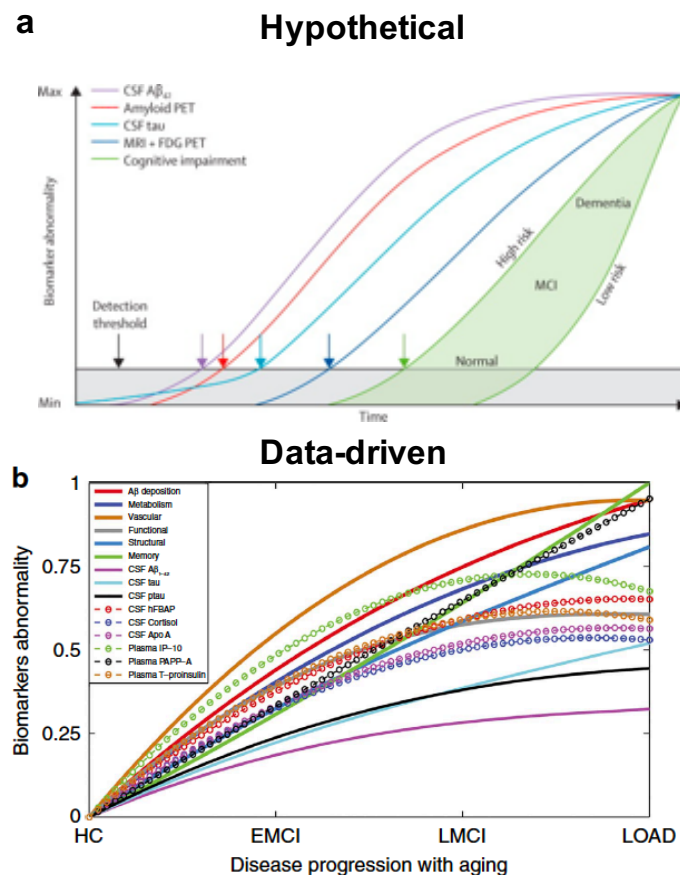 a
Hypothetical
Max
CSF Aβ₄₂
Amyloid PET
CSF tau
MRI + FDG PET
Cognitive impairment
Biomarker abnormality
Detection
threshold
High risk
Dementia
MCI
Low risk
Normal
Min
Time
Data-driven
b
1
0.75
0.5
0.25
0
Biomarkers abnormality
Aβ deposition
Metabolism
Vascular
Functional
Structural
Memory
CSF Aβ₁₋₄₂
CSF tau
CSF ptau
CSF hFBAP
CSF Cortisol
CSF Apo A
Plasma IP-10
Plasma PAPP-A
Plasma T-proinsulin
HC EMCI LMCI LOAD
Disease progression with aging